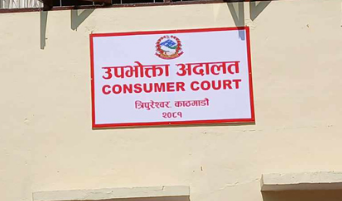 उपभोक्ता अदालत
CONSUMER COURT
त्रिपुरेश्वर, काठमाडौं
२०८१